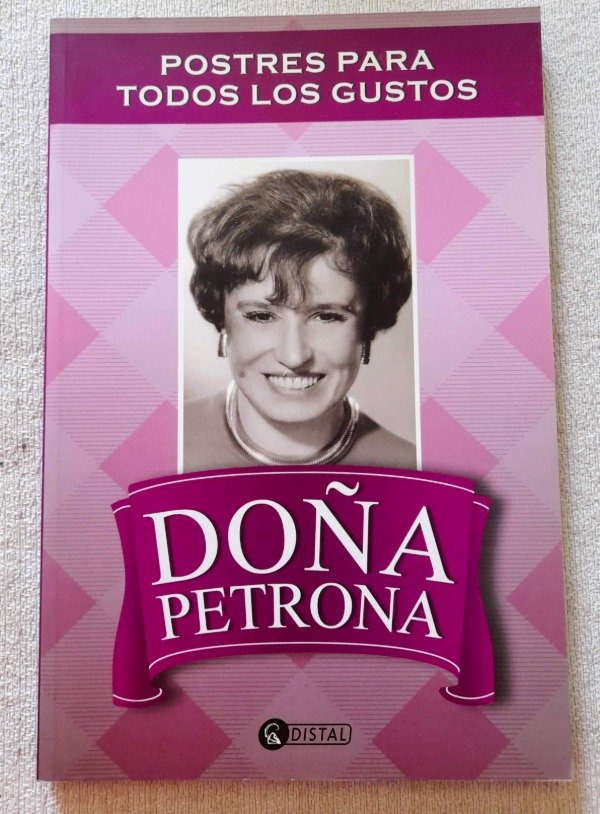 POSTRES PARA
TODOS LOS GUSTOS
DOÑA
PETRONA
DISTAL